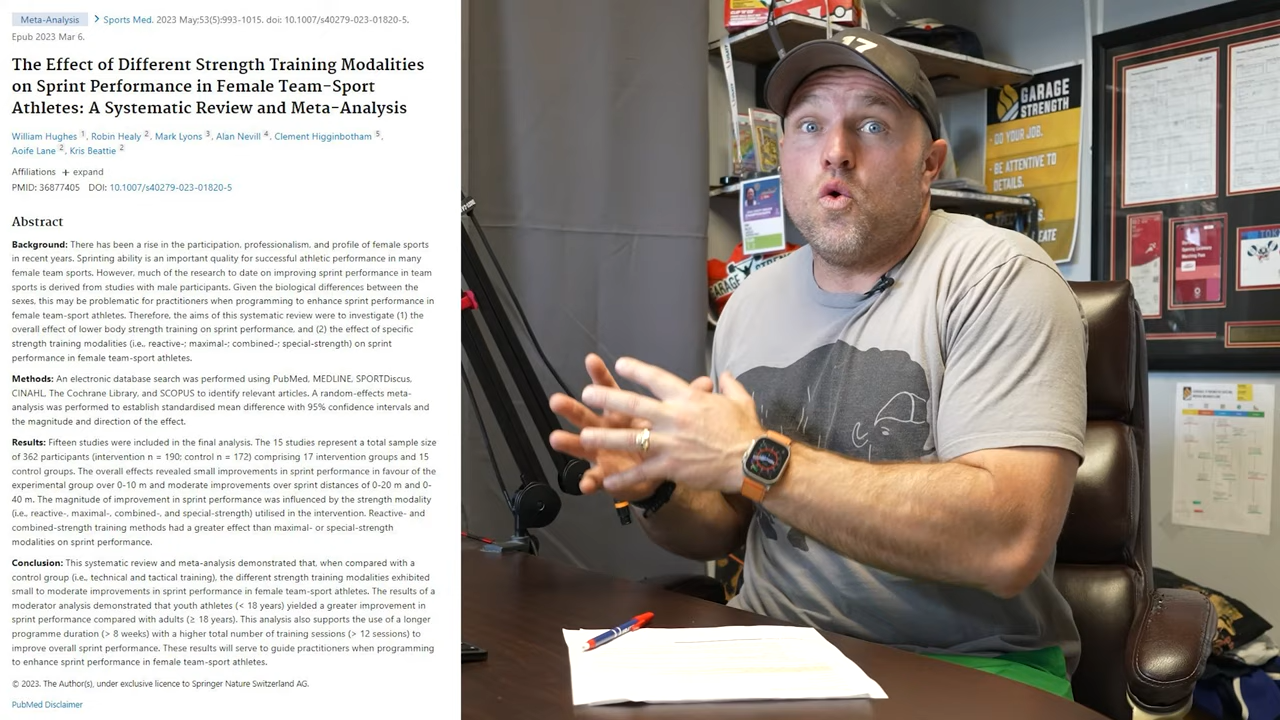 Meta-Analysis > Sports Med. 2023 May;53(5):993-1015. doi: 10.1007/s40279-023-01820-5.
Epub 2023 Mar 6.
The Effect of Different Strength Training Modalities
on Sprint Performance in Female Team-Sport
Athletes: A Systematic Review and Meta-Analysis
William Hughes 1, Robin Healy 2, Mark Lyons 3, Alan Nevill 4, Clement Higginbotham 5,
Aoife Lane 2, Kris Beattie 2
Affiliations + expand
PMID: 36877405 DOI: 10.1007/s40279-023-01820-5
Abstract
Background: There has been a rise in the participation, professionalism, and profile of female sports
in recent years. Sprinting ability is an important quality for successful athletic performance in many
female team sports. However, much of the research to date on improving sprint performance in team
sports is derived from studies with male participants. Given the biological differences between the
sexes, this may be problematic for practitioners when programming to enhance sprint performance in
female team-sport athletes. Therefore, the aims of this systematic review were to investigate (1) the
overall effect of lower body strength training on sprint performance, and (2) the effect of specific
strength training modalities (i.e., reactive-; maximal-; combined-; special-strength) on sprint
performance in female team-sport athletes.
Methods: An electronic database search was performed using PubMed, MEDLINE, SPORTDiscus,
CINAHL, The Cochrane Library, and SCOPUS to identify relevant articles. A random-effects meta-
analysis was performed to establish standardised mean difference with 95% confidence intervals and
the magnitude and direction of the effect.
Results: Fifteen studies were included in the final analysis. The 15 studies represent a total sample size
of 362 participants (intervention n = 190; control n = 172) comprising 17 intervention groups and 15
control groups. The overall effects revealed small improvements in sprint performance in favour of the
experimental group over 0-10 m and moderate improvements over sprint distances of 0-20 m and 0-
40 m. The magnitude of improvement in sprint performance was influenced by the strength modality
(i.e., reactive-, maximal-, combined-, and special-strength) utilised in the intervention. Reactive- and
combined-strength training methods had a greater effect than maximal- or special-strength
modalities on sprint performance.
Conclusion: This systematic review and meta-analysis demonstrated that, when compared with a
control group (i.e., technical and tactical training), the different strength training modalities exhibited
small to moderate improvements in sprint performance in female team-sport athletes. The results of a
moderator analysis demonstrated that youth athletes (< 18 years) yielded a greater improvement in
sprint performance compared with adults (≥ 18 years). This analysis also supports the use of a longer
programme duration (> 8 weeks) with a higher total number of training sessions (> 12 sessions) to
improve overall sprint performance. These results will serve to guide practitioners when programming
to enhance sprint performance in female team-sport athletes.
© 2023. The Author(s), under exclusive licence to Springer Nature Switzerland AG.
PubMed Disclaimer
17
GARAGE
STRENGTH
- DO YOUR JOB.
- BE ATTENTIVE TO
DETAILS.